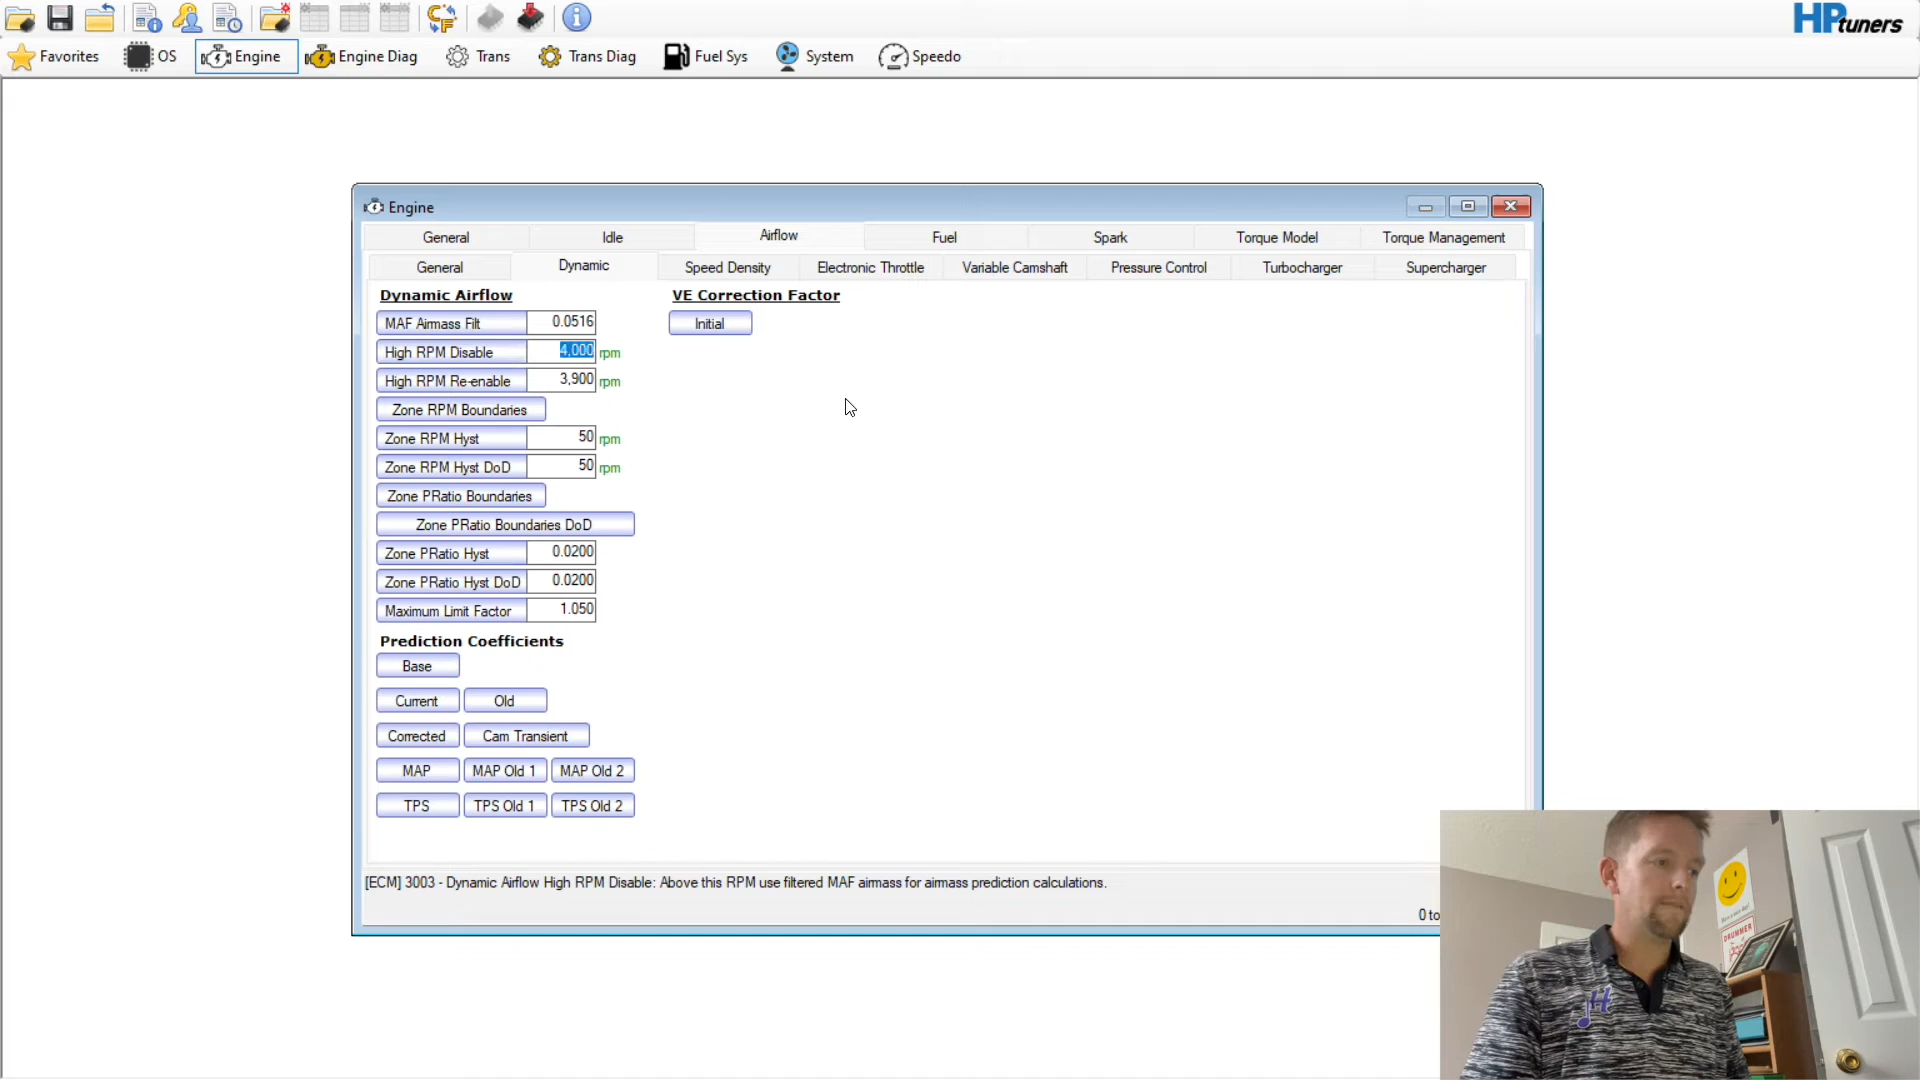 HP tuners
Favorites OS Engine Engine Diag Trans Trans Diag Fuel Sys System Speedo
Engine
General Idle Airflow Fuel Spark Torque Model Torque Management
General Dynamic Speed Density Electronic Throttle Variable Camshaft Pressure Control Turbocharger Supercharger
Dynamic Airflow
VE Correction Factor
MAF Airmass Filt 0.0516
Initial
High RPM Disable 4,000 rpm
High RPM Re-enable 3,900 rpm
Zone RPM Boundaries
Zone RPM Hyst 50 rpm
Zone RPM Hyst DoD 50 rpm
Zone PRatio Boundaries
Zone PRatio Boundaries DoD
Zone PRatio Hyst 0.0200
Zone PRatio Hyst DoD 0.0200
Maximum Limit Factor 1.050
Prediction Coefficients
Base
Current Old
Corrected Cam Transient
MAP MAP Old 1 MAP Old 2
TPS TPS Old 1 TPS Old 2
[ECM] 3003 - Dynamic Airflow High RPM Disable: Above this RPM use filtered MAF airmass for airmass prediction calculations.
0 to
DRUMMER
H